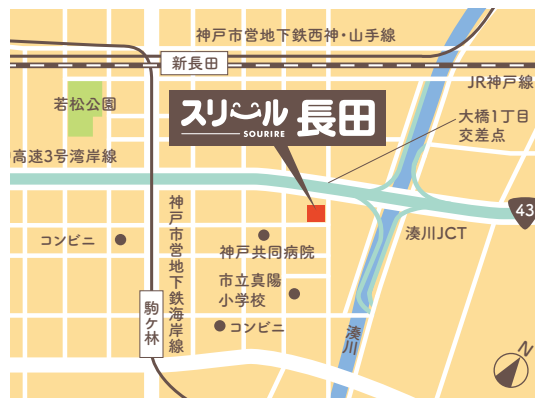 神戸市営地下鉄西神・山手線
新長田
JR神戸線
若松公園
スリール 長田
SOURIRE
大橋1丁目
交差点
高速3号湾岸線
43
神戸市営地下鉄海岸線
湊川JCT
コンビニ
神戸共同病院
市立真陽
小学校
駒ケ林
コンビニ
湊川
N